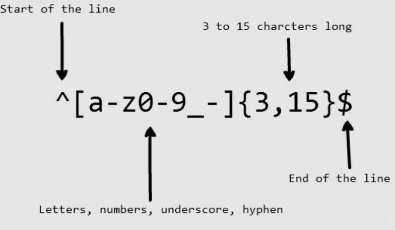 Start of the line
3 to 15 charcters long
^[a-z0-9_-]{3,15}$
End of the line
Letters, numbers, underscore, hyphen